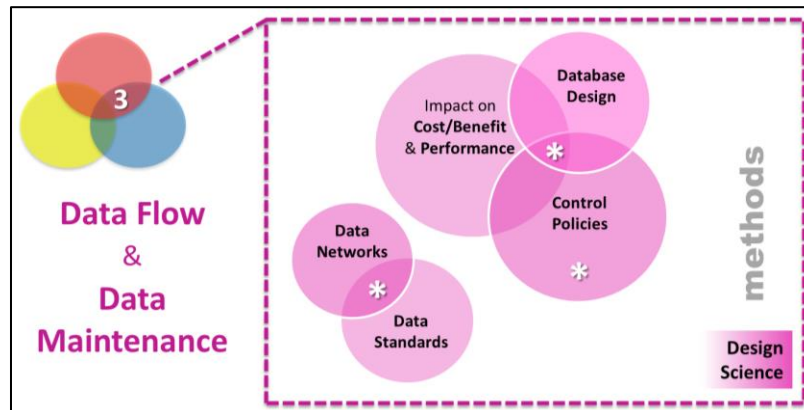 3
Data Flow
&
Data
Maintenance
Impact on
Cost/Benefit
& Performance
Database
Design
*
Control
Policies
*
Data
Networks
*
Data
Standards
methods
Design
Science